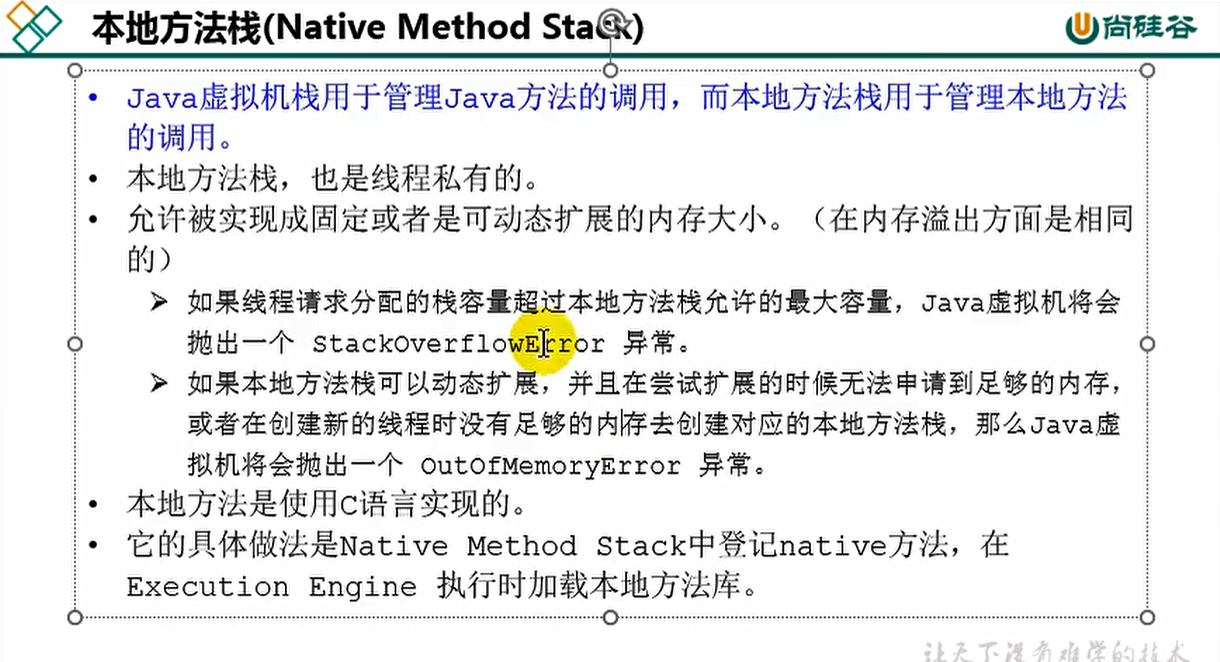 本地方法栈(Native Method Stack)
尚硅谷
• Java虚拟机栈用于管理Java方法的调用，而本地方法栈用于管理本地方法
的调用。
• 本地方法栈，也是线程私有的。
• 允许被实现成固定或者是可动态扩展的内存大小。（在内存溢出方面是相同
的）
➢ 如果线程请求分配的栈容量超过本地方法栈允许的最大容量，Java虚拟机将会
抛出一个 StackOverflowError 异常。
➢ 如果本地方法栈可以动态扩展，并且在尝试扩展的时候无法申请到足够的内存，
或者在创建新的线程时没有足够的内存去创建对应的本地方法栈，那么Java虚
拟机将会抛出一个 OutOfMemoryError 异常。
• 本地方法是使用C语言实现的。
• 它的具体做法是Native Method Stack中登记native方法，在
Execution Engine 执行时加载本地方法库。
让天下没有难学的技术